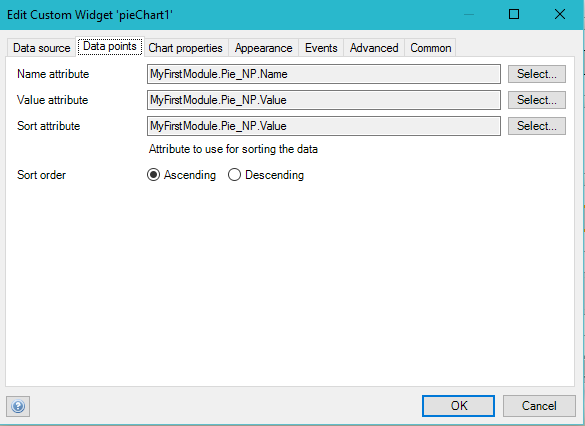 Edit Custom Widget 'pieChart1'
Data source Data points Chart properties Appearance Events Advanced Common
Name attribute MyFirstModule.Pie_NP.Name Select...
Value attribute MyFirstModule.Pie_NP.Value Select...
Sort attribute MyFirstModule.Pie_NP.Value Select...
Attribute to use for sorting the data
Sort order Ascending Descending
? OK Cancel